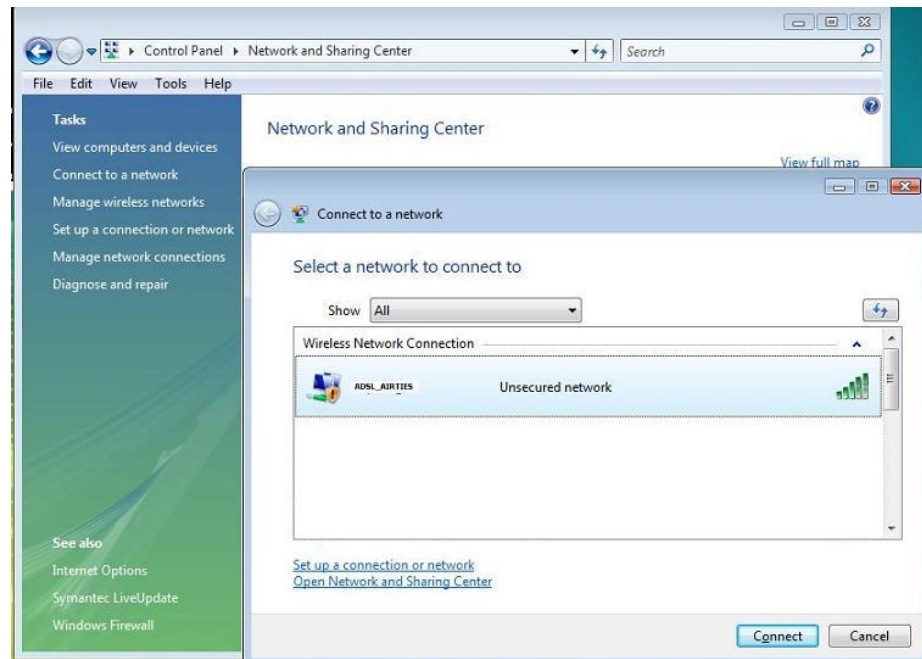 Control Panel
Network and Sharing Center
Search
File Edit View Tools Help
Tasks
View computers and devices
Connect to a network
Manage wireless networks
Set up a connection or network
Manage network connections
Diagnose and repair
See also
Internet Options
Symantec LiveUpdate
Windows Firewall
Network and Sharing Center
View full map
Connect to a network
Select a network to connect to
Show All
Wireless Network Connection
ADSL_AIRTIES Unsecured network
Set up a connection or network
Open Network and Sharing Center
Connect Cancel